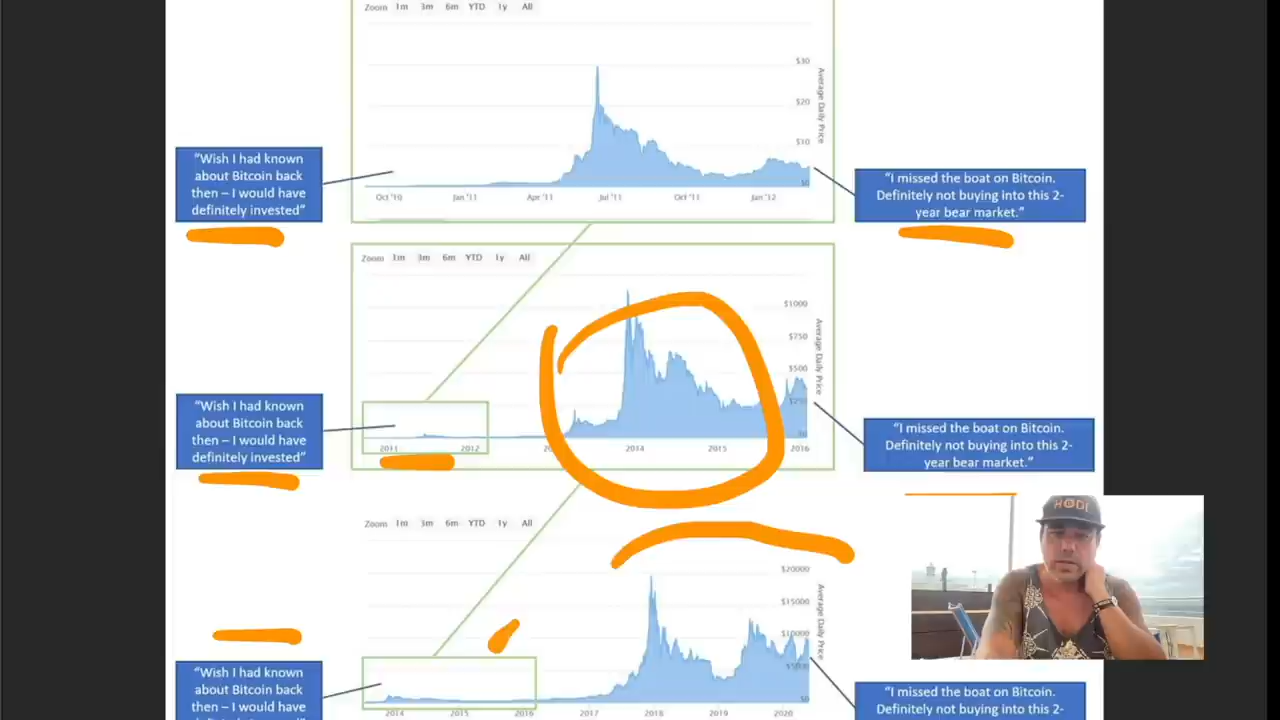 Zoom 1m 3m 6m YTD 1y All
$30
$20
$10
$0
Average Daily Price
Oct '10 Jan '11 Apr '11 Jul '11 Oct '11 Jan '12
"Wish I had known
about Bitcoin back
then – I would have
definitely invested"
"I missed the boat on Bitcoin.
Definitely not buying into this 2-
year bear market."
Zoom 1m 3m 6m YTD 1y All
$1000
$750
$500
$250
$0
Average Daily Price
2011 2012 2014 2015 2016
"Wish I had known
about Bitcoin back
then – I would have
definitely invested"
"I missed the boat on Bitcoin.
Definitely not buying into this 2-
year bear market."
HODL
Zoom 1m 3m 6m YTD 1y All
$20000
$15000
$10000
$5000
$0
Average Daily Price
2014 2015 2016 2017 2018 2019 2020
"Wish I had known
about Bitcoin back
then – I would have
"I missed the boat on Bitcoin.
Definitely not buying into this 2-